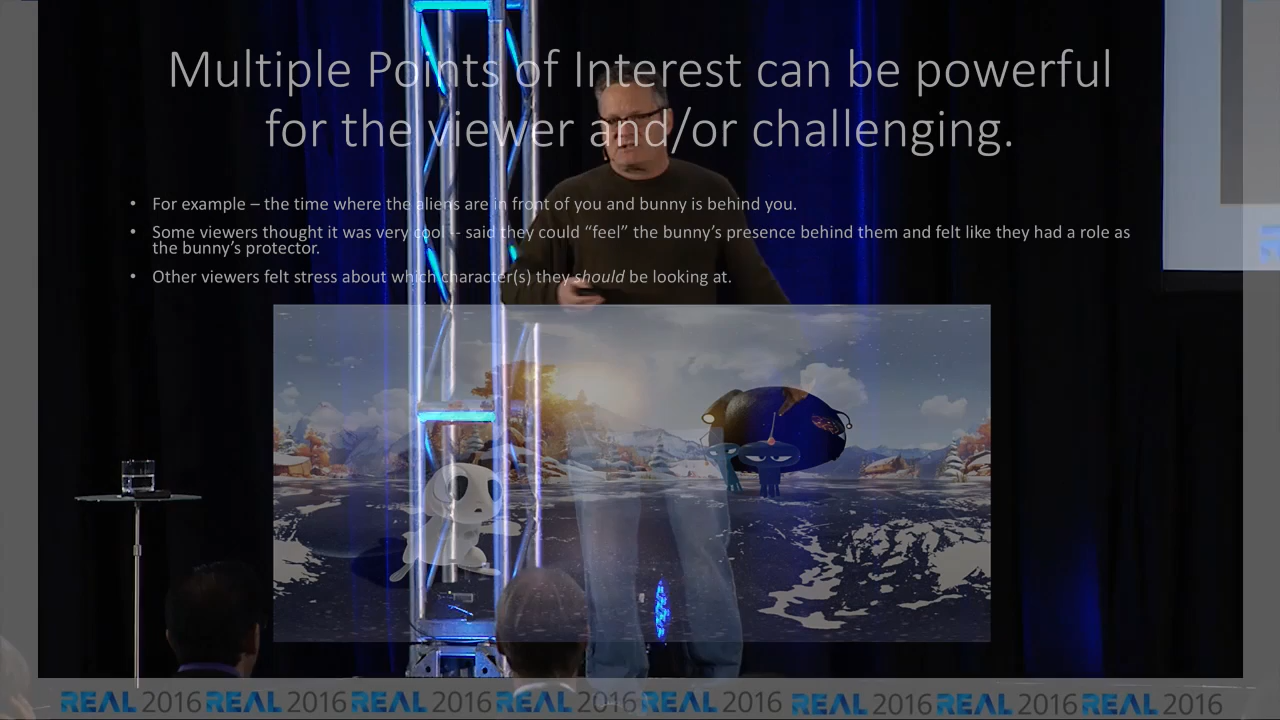 Multiple Points of Interest can be powerful
for the viewer and/or challenging.
• For example – the time where the aliens are in front of you and bunny is behind you.
• Some viewers thought it was very cool -- said they could “feel” the bunny’s presence behind them and felt like they had a role as
the bunny’s protector.
• Other viewers felt stress about which character(s) they should be looking at.
REAL 2016 REAL 2016 REAL 2016 REAL 2016 REAL 2016 REAL 2016 REAL 2016 REAL 2016